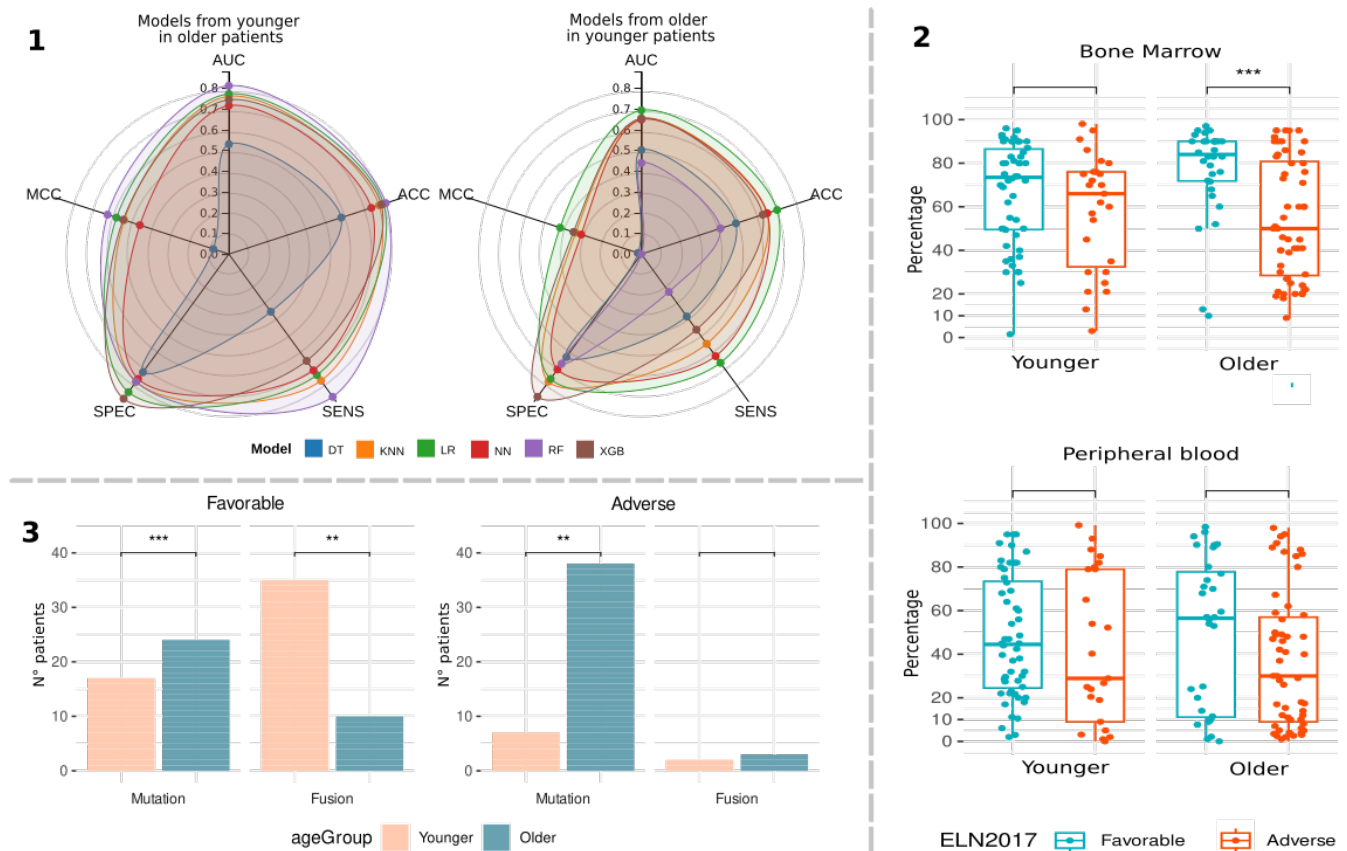 1
Models from younger
in older patients
AUC
0.8
0.7
0.6
0.5
0.4
0.3
0.2
0.1
0.0
MCC
ACC
SPEC
SENS
Models from older
in younger patients
AUC
0.8
0.7
0.6
0.5
0.4
0.3
0.2
0.1
0.0
MCC
ACC
SPEC
SENS
Model DT KNN LR NN RF XGB
2
Bone Marrow
***
Percentage
100
80
60
40
20
10
0
Younger Older
Peripheral blood
Percentage
100
80
60
40
20
10
0
Younger Older
ELN2017 Favorable Adverse
3
Favorable Adverse
*** ** **
N° patients
40
30
20
10
0
Mutation Fusion
N° patients
40
30
20
10
0
Mutation Fusion
ageGroup Younger Older